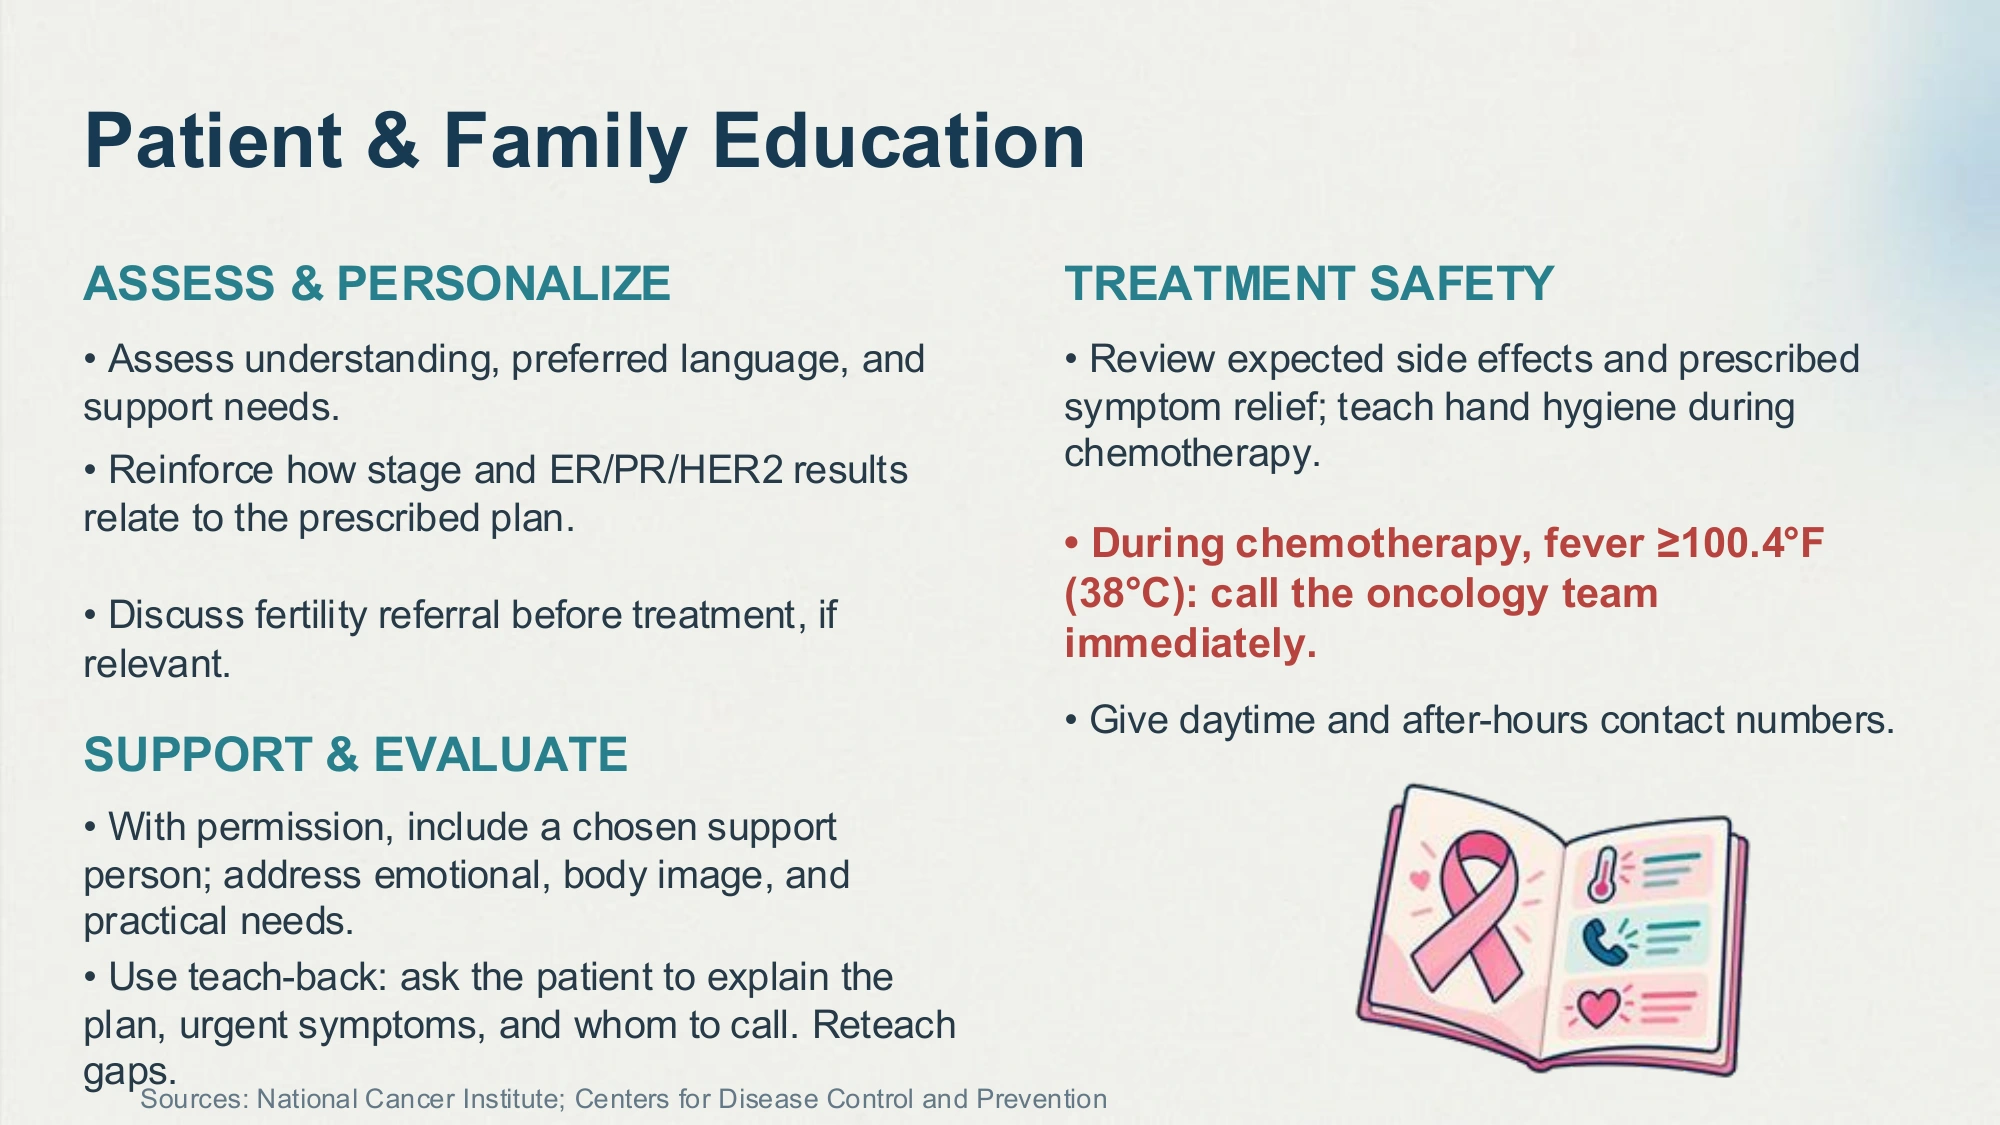 Patient & Family Education
ASSESS & PERSONALIZE
• Assess understanding, preferred language, and
support needs.
• Reinforce how stage and ER/PR/HER2 results
relate to the prescribed plan.
• Discuss fertility referral before treatment, if
relevant.
SUPPORT & EVALUATE
• With permission, include a chosen support
person; address emotional, body image, and
practical needs.
• Use teach-back: ask the patient to explain the
plan, urgent symptoms, and whom to call. Reteach
gaps.
TREATMENT SAFETY
• Review expected side effects and prescribed
symptom relief; teach hand hygiene during
chemotherapy.
• During chemotherapy, fever ≥100.4°F
(38°C): call the oncology team
immediately.
• Give daytime and after-hours contact numbers.
Sources: National Cancer Institute; Centers for Disease Control and Prevention